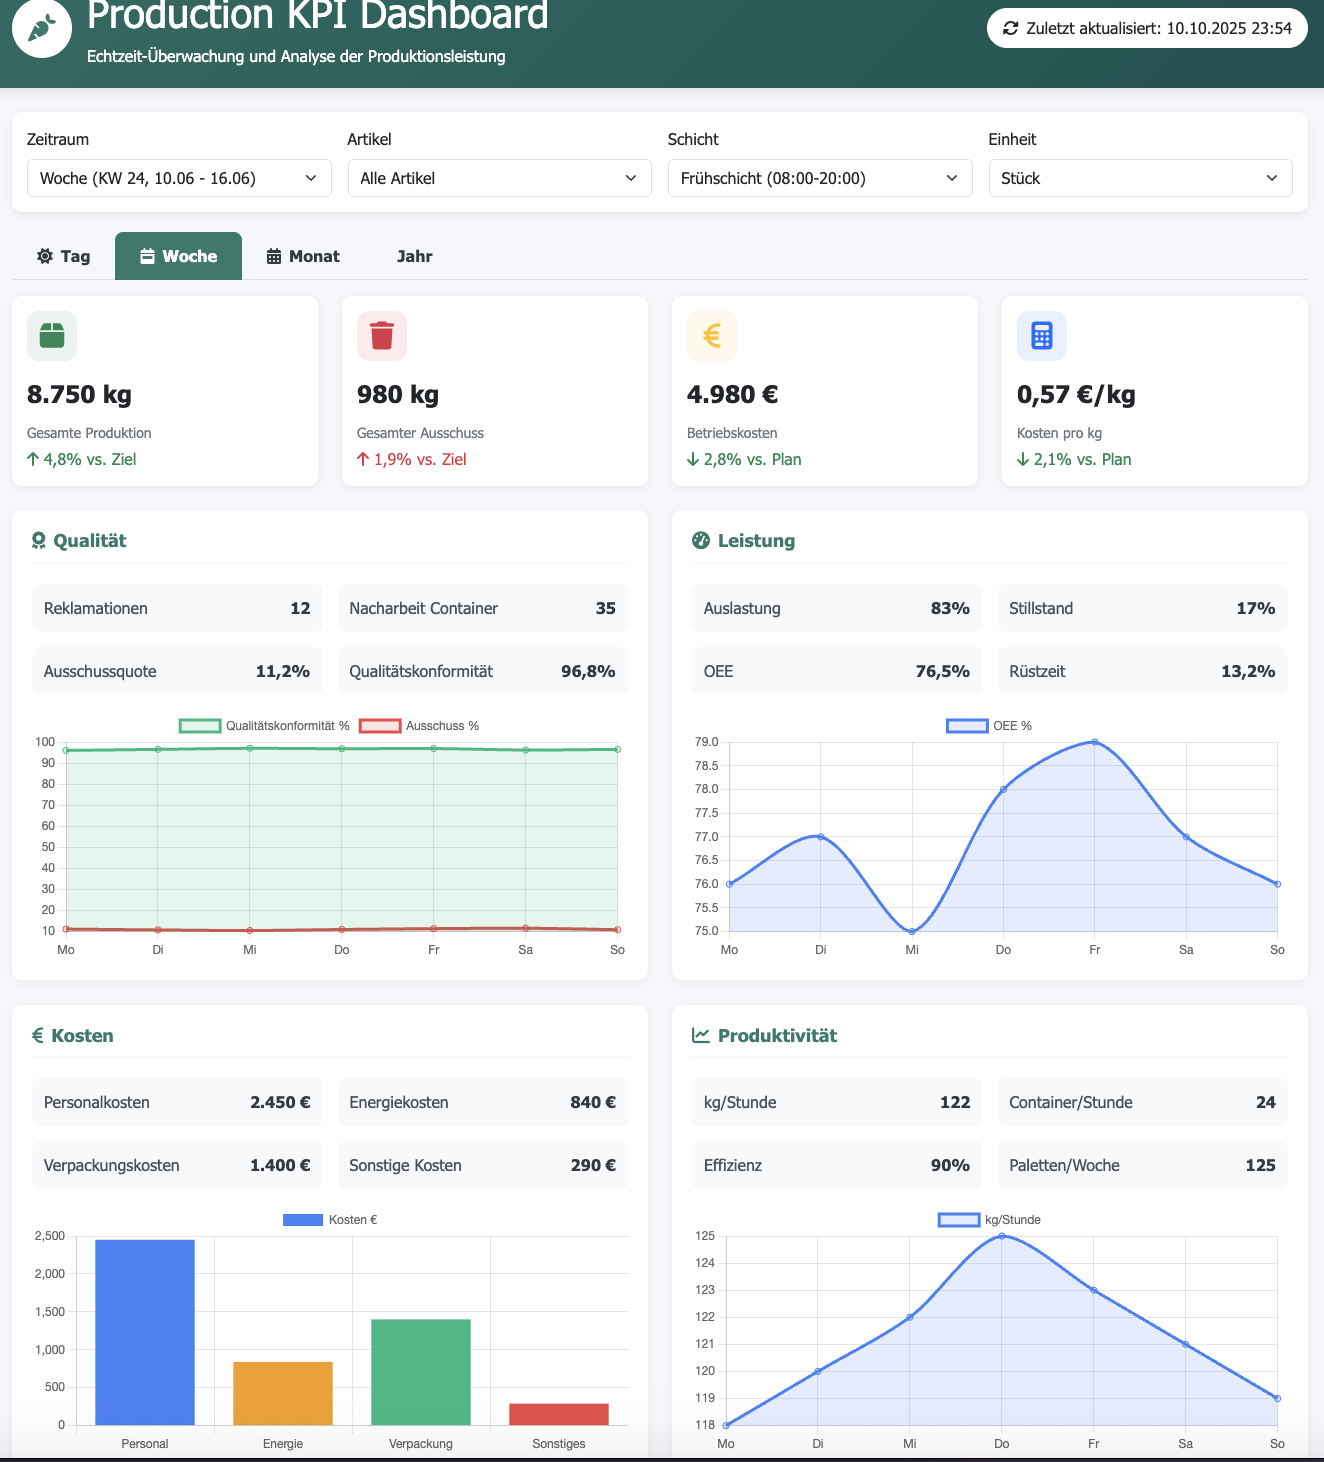 Production KPI Dashboard
Echtzeit-Überwachung und Analyse der Produktionsleistung
Zuletzt aktualisiert: 10.10.2025 23:54
Zeitraum
Woche (KW 24, 10.06 - 16.06)
Artikel
Alle Artikel
Schicht
Frühschicht (08:00-20:00)
Einheit
Stück
Tag
Woche
Monat
Jahr
8.750 kg
Gesamte Produktion
↑ 4,8% vs. Ziel
980 kg
Gesamter Ausschuss
↑ 1,9% vs. Ziel
4.980 €
Betriebskosten
↓ 2,8% vs. Plan
0,57 €/kg
Kosten pro kg
↓ 2,1% vs. Plan
Qualität
Reklamationen 12
Nacharbeit Container 35
Ausschussquote 11,2%
Qualitätskonformität 96,8%
Qualitätskonformität % Ausschuss %
100
90
80
70
60
50
40
30
20
10
Mo Di Mi Do Fr Sa So
Leistung
Auslastung 83%
Stillstand 17%
OEE 76,5%
Rüstzeit 13,2%
OEE %
79.0
78.5
78.0
77.5
77.0
76.5
76.0
75.5
75.0
Mo Di Mi Do Fr Sa So
€ Kosten
Personalkosten 2.450 €
Energiekosten 840 €
Verpackungskosten 1.400 €
Sonstige Kosten 290 €
Kosten €
2,500
2,000
1,500
1,000
500
0
Personal Energie Verpackung Sonstiges
Produktivität
kg/Stunde 122
Container/Stunde 24
Effizienz 90%
Paletten/Woche 125
kg/Stunde
125
124
123
122
121
120
119
118
Mo Di Mi Do Fr Sa So